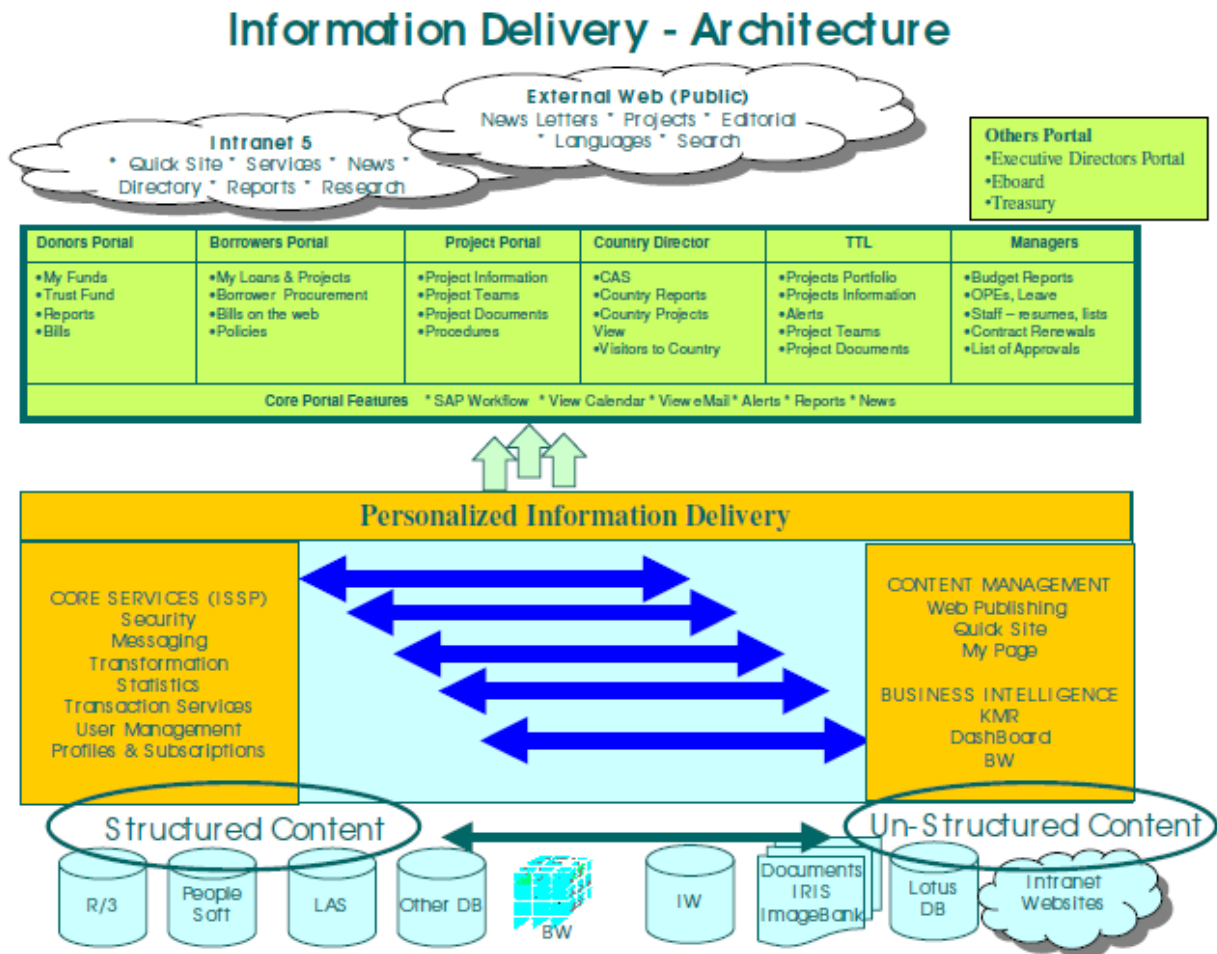 Information Delivery - Architecture
External Web (Public)
News Letters * Projects * Editorial
* Languages * Search
Intranet 5
* Quick Site * Services * News *
Directory * Reports * Research
Others Portal
•Executive Directors Portal
•Eboard
•Treasury
Donors Portal
•My Funds
•Trust Fund
•Reports
•Bills
Borrowers Portal
•My Loans & Projects
•Borrower Procurement
•Bills on the web
•Policies
Project Portal
•Project Information
•Project Teams
•Project Documents
•Procedures
Country Director
•CAS
•Country Reports
•Country Projects
View
•Visitors to Country
TTL
•Projects Portfolio
•Projects Information
•Alerts
•Project Teams
•Project Documents
Managers
•Budget Reports
•OPEs, Leave
•Staff – resumes, lists
•Contract Renewals
•List of Approvals
Core Portal Features * SAP Workflow * View Calendar * View eMail * Alerts * Reports * News
Personalized Information Delivery
CORE SERVICES (ISSP)
Security
Messaging
Transformation
Statistics
Transaction Services
User Management
Profiles & Subscriptions
CONTENT MANAGEMENT
Web Publishing
Quick Site
My Page
BUSINESS INTELLIGENCE
KMR
DashBoard
BW
Structured Content
Un-Structured Content
R/3
People
Soft
LAS
Other DB
BW
IW
Documents
IRIS
ImageBank
Lotus
DB
Intranet
Websites